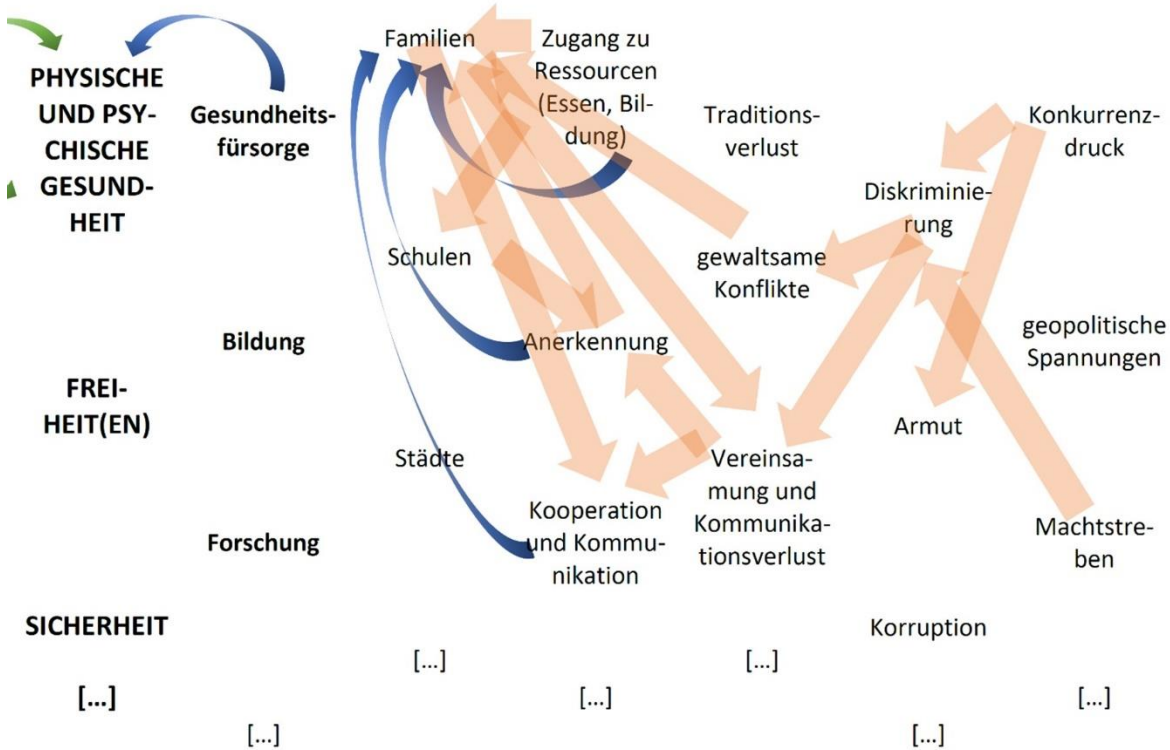 PHYSISCHE
UND PSY-
CHISCHE
GESUND-
HEIT
FREI-
HEIT(EN)
SICHERHEIT
[...]
Gesundheits-
fürsorge
Bildung
Forschung
[...]
Familien
Schulen
Städte
[...]
Zugang zu
Ressourcen
(Essen, Bil-
dung)
Anerkennung
Kooperation
und Kommu-
nikation
[...]
Traditions-
verlust
gewaltsame
Konflikte
Vereinsa-
mung und
Kommunika-
tionsverlust
[...]
Diskriminie-
rung
Armut
Korruption
[...]
Konkurrenz-
druck
geopolitische
Spannungen
Machtstre-
ben
[...]